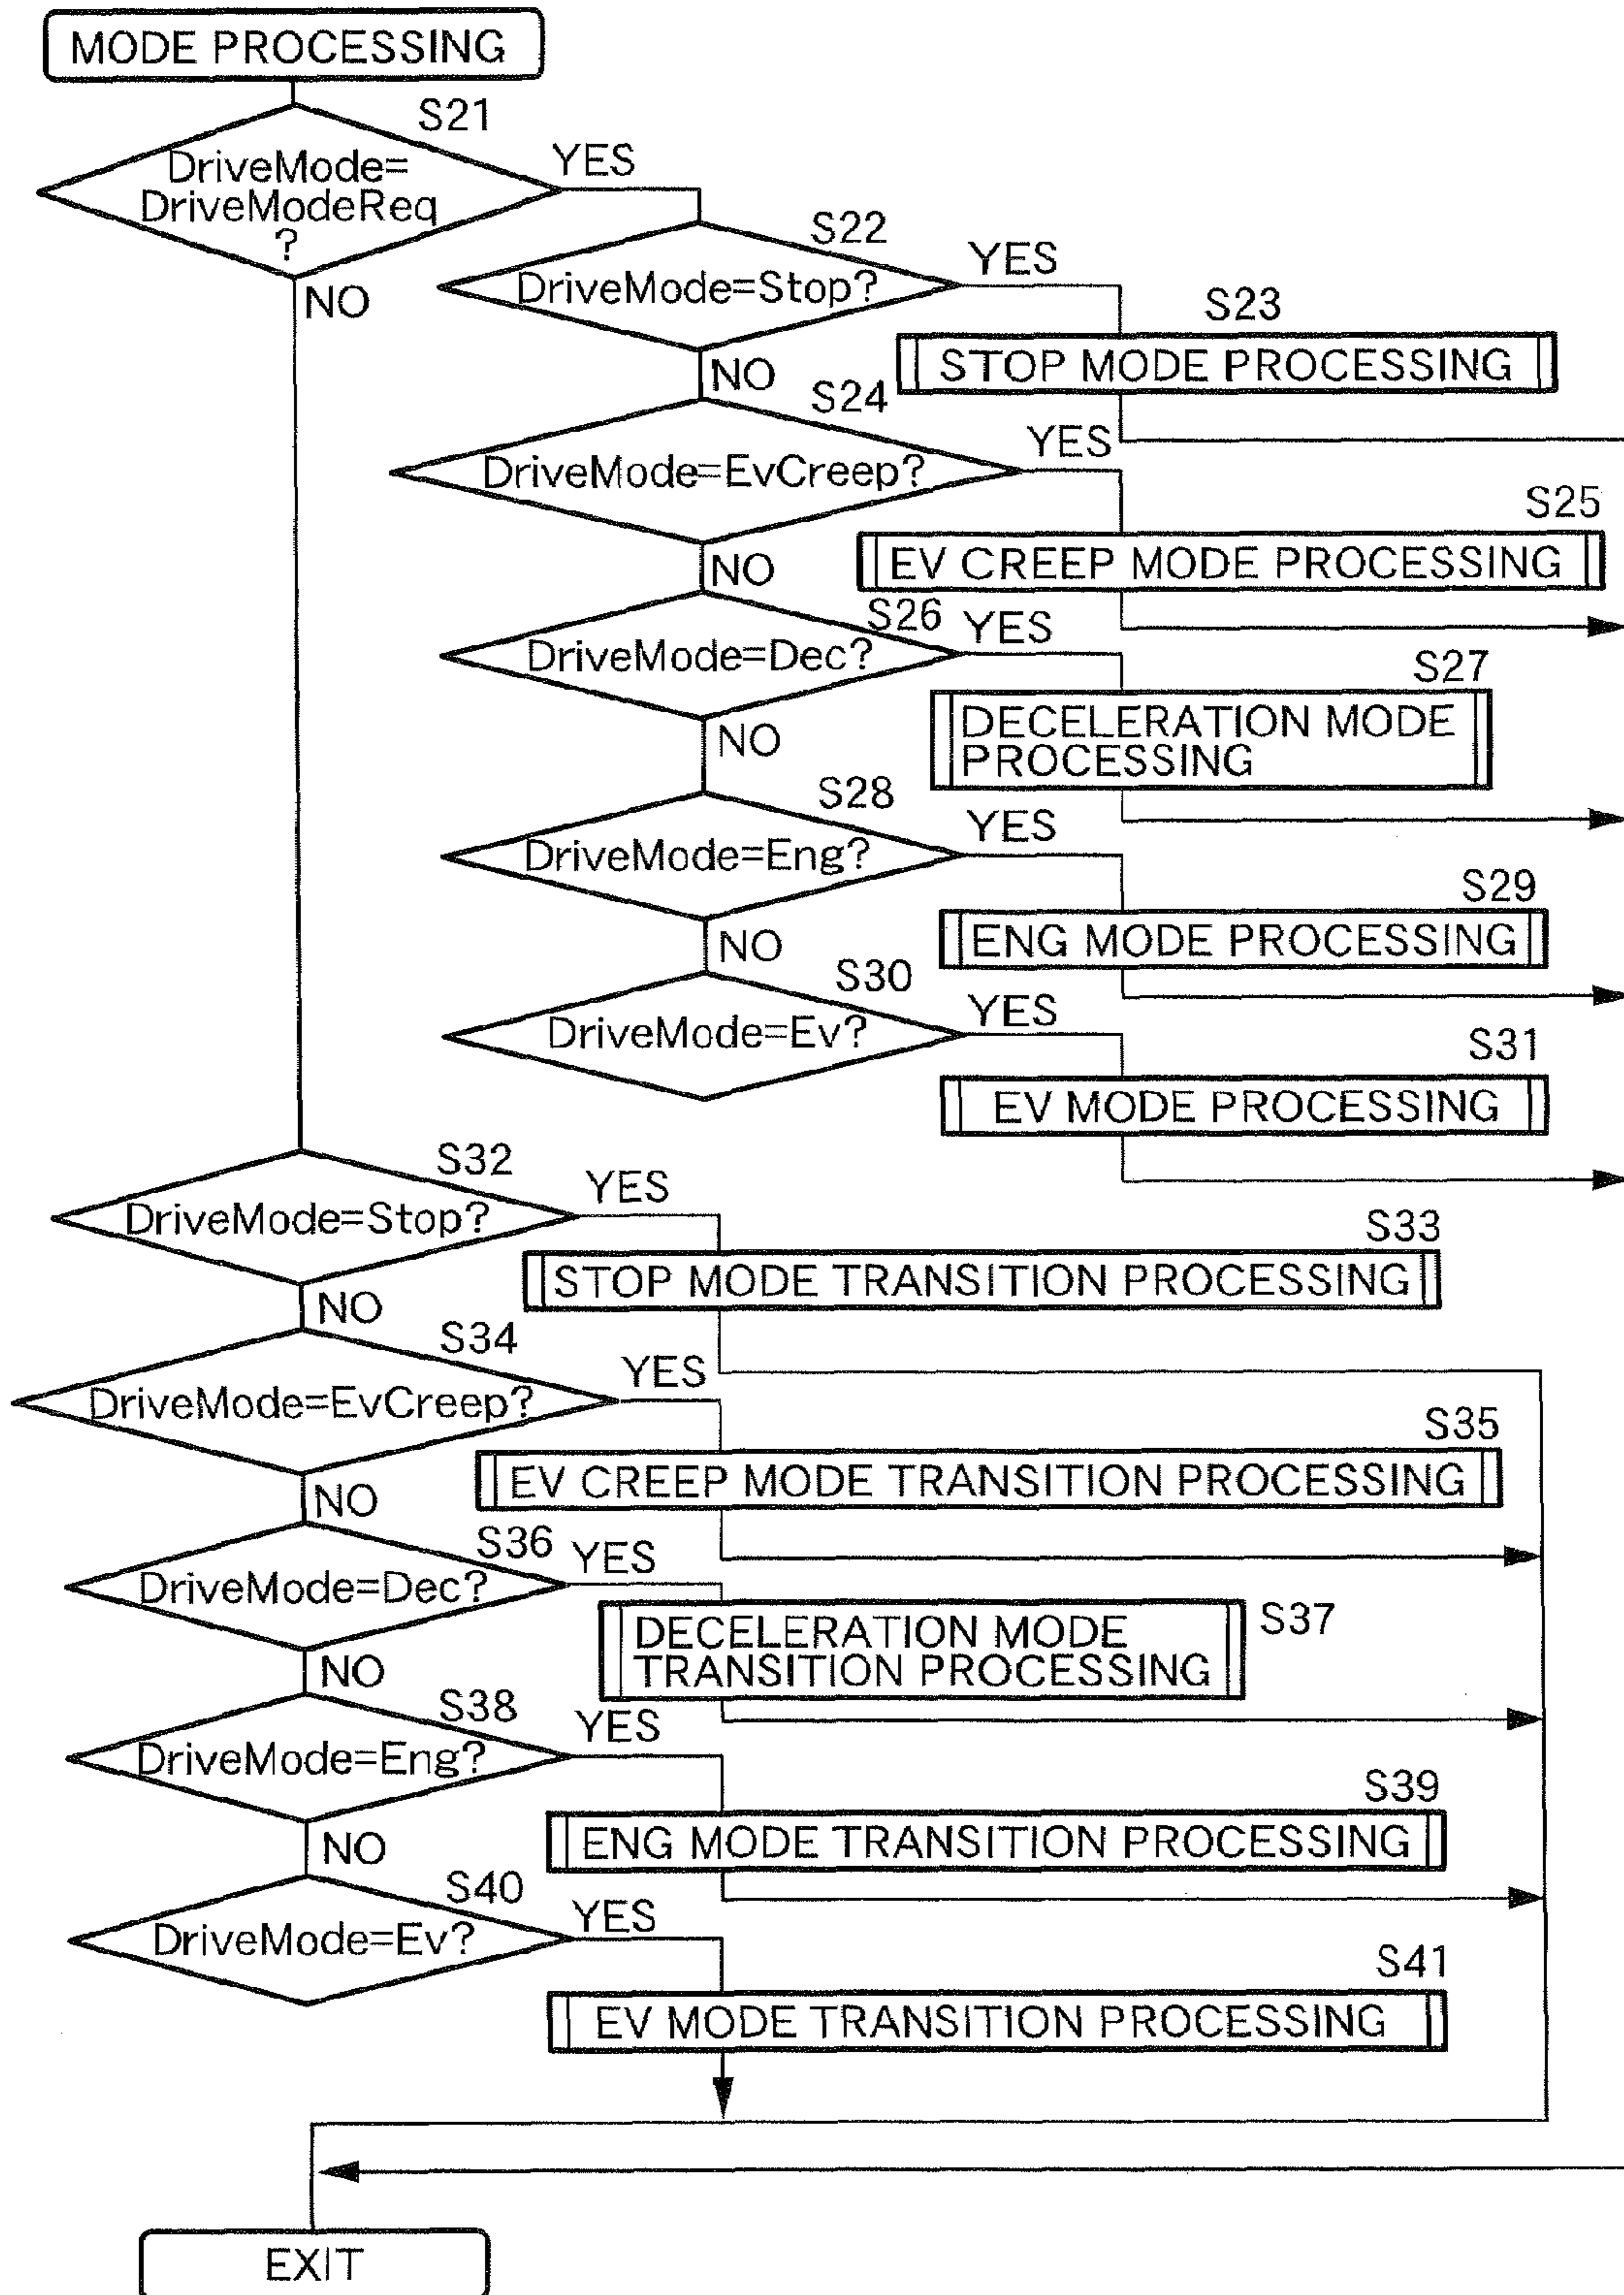 MODE PROCESSING
S21
DriveMode=
DriveModeReq
?
YES
NO
S22
DriveMode=Stop?
YES
S23
STOP MODE PROCESSING
NO
S24
DriveMode=EvCreep?
YES
S25
EV CREEP MODE PROCESSING
NO
S26
DriveMode=Dec?
YES
S27
DECELERATION MODE
PROCESSING
NO
S28
DriveMode=Eng?
YES
S29
ENG MODE PROCESSING
NO
S30
DriveMode=Ev?
YES
S31
EV MODE PROCESSING
S32
DriveMode=Stop?
YES
S33
STOP MODE TRANSITION PROCESSING
NO
S34
DriveMode=EvCreep?
YES
S35
EV CREEP MODE TRANSITION PROCESSING
NO
S36
DriveMode=Dec?
YES
S37
DECELERATION MODE
TRANSITION PROCESSING
NO
S38
DriveMode=Eng?
YES
S39
ENG MODE TRANSITION PROCESSING
NO
S40
DriveMode=Ev?
YES
S41
EV MODE TRANSITION PROCESSING
EXIT